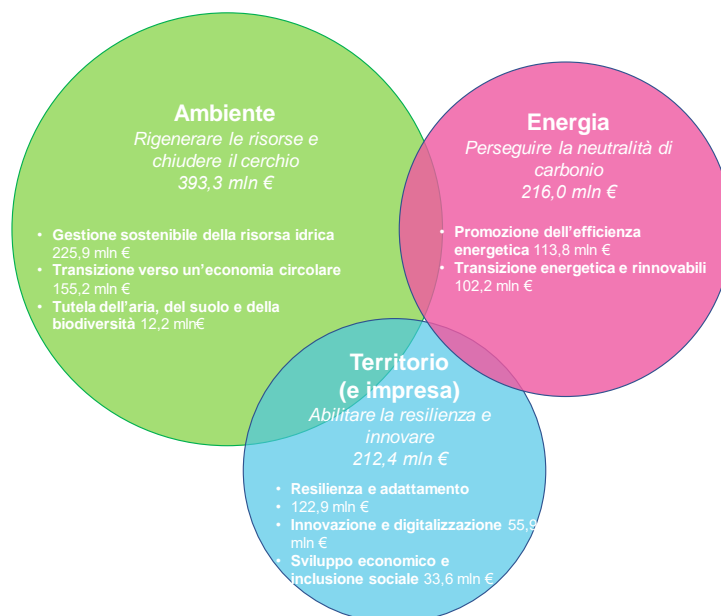 Ambiente
Rigenerare le risorse e
chiudere il cerchio
393,3 mln €
• Gestione sostenibile della risorsa idrica
225,9 mln €
• Transizione verso un'economia circolare
• 155,2 mln €
• Tutela dell'aria, del suolo e della
biodiversità 12,2 mln€
Energia
Perseguire la neutralità di
carbonio
216,0 mln €
• Promozione dell'efficienza
energetica 113,8 mln €
• Transizione energetica e rinnovabili
102,2 mln €
Territorio
(e impresa)
Abilitare la resilienza e
innovare
212,4 mln €
• Resilienza e adattamento
• 122,9 mln €
• Innovazione e digitalizzazione 55,9
• mln €
• Sviluppo economico e
inclusione sociale 33,6 mln €